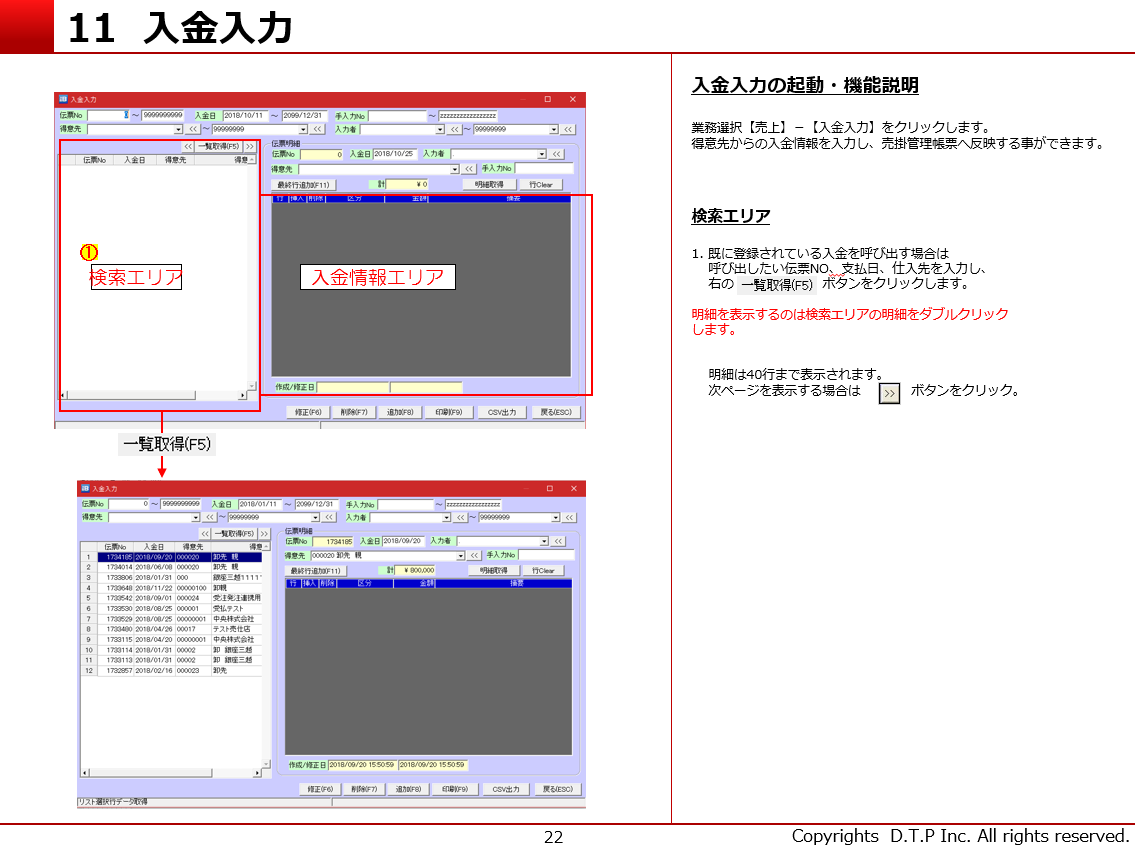 11 入金入力
入金入力
伝票No 0 ～ 9999999999 入金日 2018/10/11 ～ 2099/12/31 手入力No ～ zzzzzzzzzzzzzzzzz
得意先 << ～ 99999999 << 入力者 << ～ 99999999 <<
<< 一覧取得(F5) >>
伝票No 入金日 得意先 得意
伝票明細
伝票No 0 入金日 2018/10/25 入力者 . <<
得意先 << 手入力No
最終行追加(F11) 計 ¥ 0 明細取得 行Clear
行 挿入 削除 区分 金額 摘要
①
検索エリア
入金情報エリア
作成/修正日
修正(F6) 削除(F7) 追加(F8) 印刷(F9) CSV出力 戻る(ESC)
一覧取得(F5)
入金入力
伝票No 0 ～ 9999999999 入金日 2018/01/11 ～ 2099/12/31 手入力No ～ zzzzzzzzzzzzzzzzz
得意先 << ～ 99999999 << 入力者 << ～ 99999999 <<
<< 一覧取得(F5) >>
伝票No 入金日 得意先 得意
1 1734185 2018/09/20 000020 卸先 親
2 1734014 2018/06/08 000020 卸先 親
3 1733806 2018/01/31 000 銀座三越1111
4 1733648 2018/11/22 00000100 卸親
5 1733542 2018/09/01 000024 受注発注連携用
6 1733530 2018/08/25 000001 受払テスト
7 1733529 2018/08/25 00000001 中央株式会社
8 1733480 2018/04/26 00017 テスト売仕店
9 1733115 2018/04/20 00000001 中央株式会社
10 1733114 2018/01/31 00002 卸 銀座三越
11 1733113 2018/01/31 00002 卸 銀座三越
12 1732857 2018/02/16 000023 卸先
伝票明細
伝票No 1734185 入金日 2018/09/20 入力者 . <<
得意先 000020 卸先 親 << 手入力No
最終行追加(F11) 計 ¥ 800,000 明細取得 行Clear
行 挿入 削除 区分 金額 摘要
作成/修正日 2018/09/20 15:50:59 2018/09/20 15:50:59
修正(F6) 削除(F7) 追加(F8) 印刷(F9) CSV出力 戻る(ESC)
リスト選択行データ取得
入金入力の起動・機能説明
業務選択【売上】－【入金入力】をクリックします。
得意先からの入金情報を入力し、売掛管理帳票へ反映する事ができます。
検索エリア
1. 既に登録されている入金を呼び出す場合は
呼び出したい伝票NO、支払日、仕入先を入力し、
右の 一覧取得(F5) ボタンをクリックします。
明細を表示するのは検索エリアの明細をダブルクリック
します。
明細は40行まで表示されます。
次ページを表示する場合は >> ボタンをクリック。
22
Copyrights D.T.P Inc. All rights reserved.